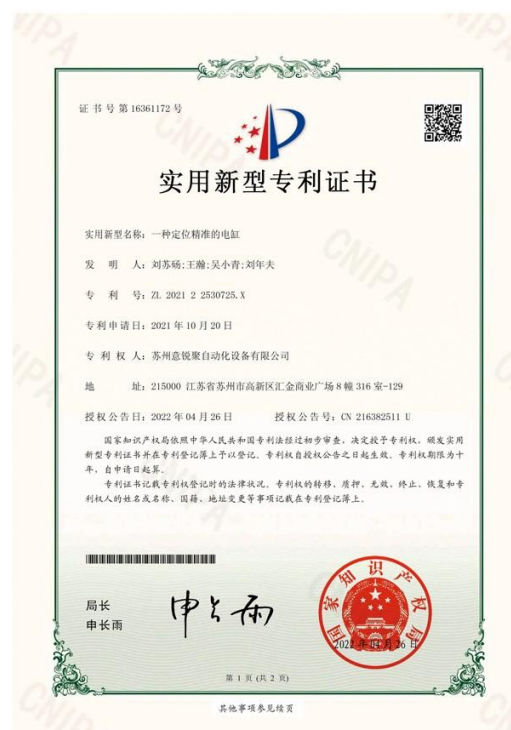 证书号第16361172号
实用新型专利证书
实用新型名称：一种定位精准的电缸
发 明 人：刘苏砀;王瀚;吴小青;刘年夫
专 利 号：ZL 2021 2 2530725.X
专利申请日：2021年10月20日
专 利 权 人：苏州意锐聚自动化设备有限公司
地 址：215000 江苏省苏州市高新区汇金商业广场8幢316室-129
授权公告日：2022年04月26日 授权公告号：CN 216382511 U
国家知识产权局依照中华人民共和国专利法经过初步审查，决定授予专利权，颁发实用
新型专利证书并在专利登记簿上予以登记。专利权自授权公告之日起生效。专利权期限为十
年，自申请日起算。
专利证书记载专利权登记时的法律状况。专利权的转移、质押、无效、终止、恢复和专
利权人的姓名或名称、国籍、地址变更等事项记载在专利登记簿上。
局长
申长雨
申长雨
国家知识产权局
2022年04月26日
第 1 页 (共 2 页)
其他事项参见续页
CNIPA
CNIPA
CNIPA
CNIPA